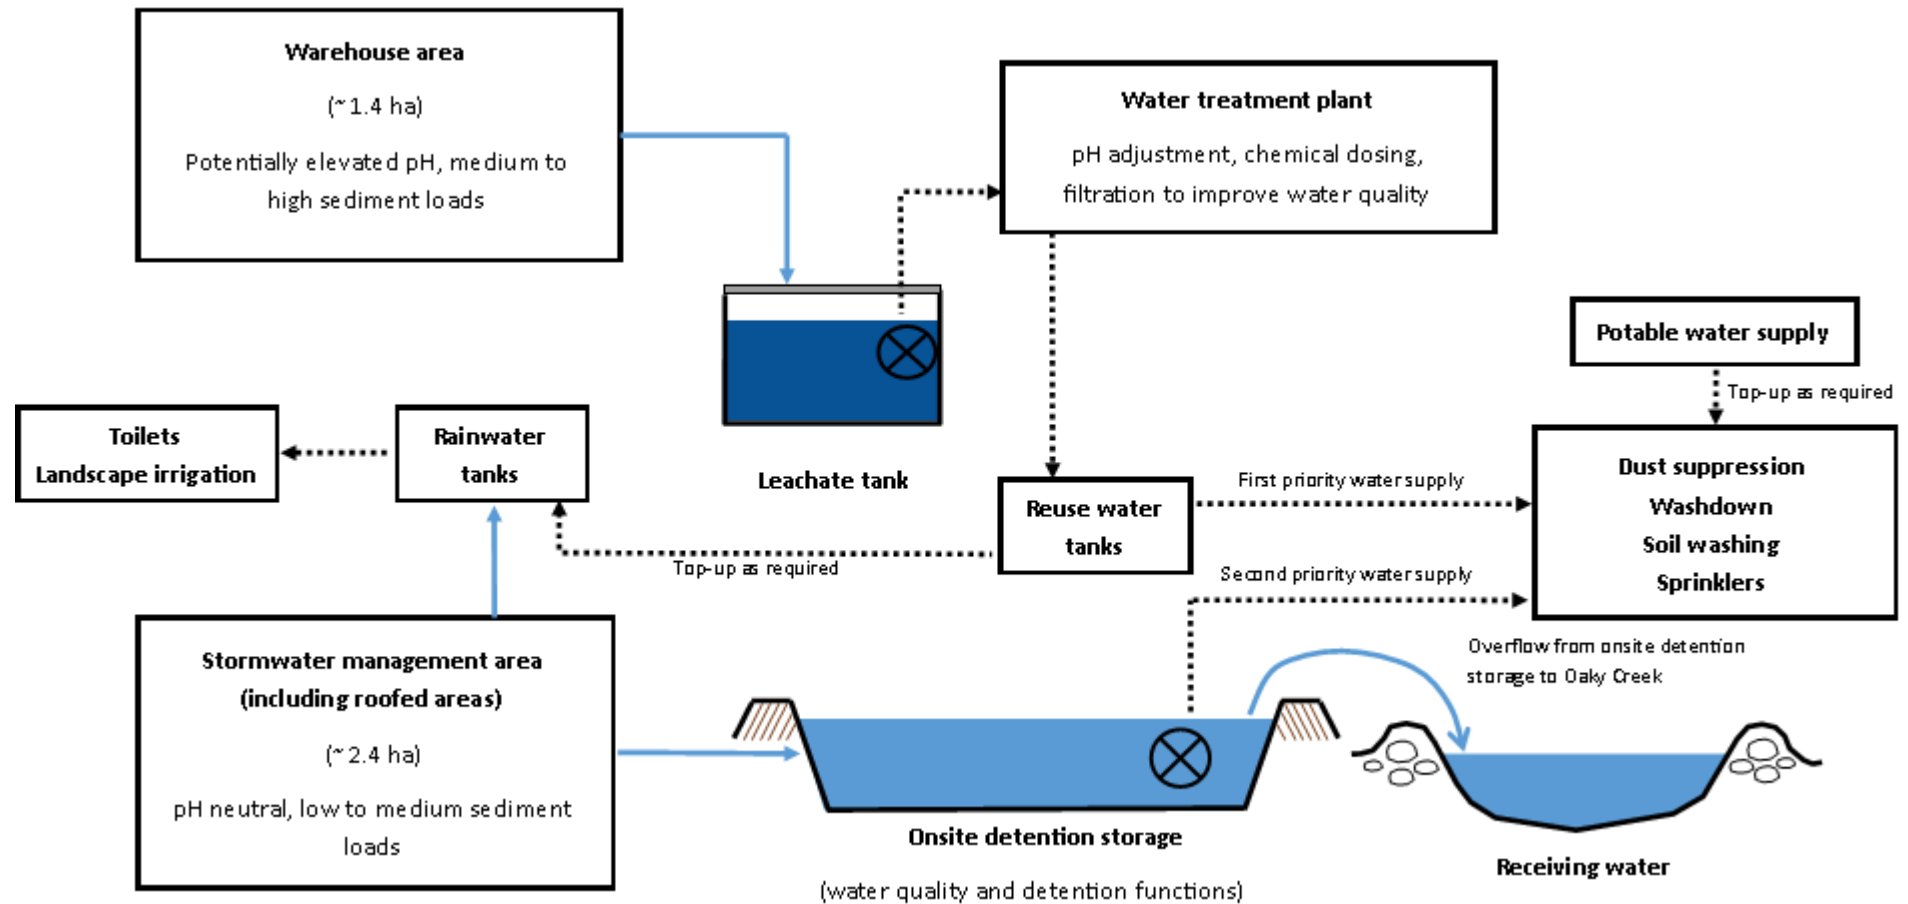 Warehouse area
(~1.4 ha)
Potentially elevated pH, medium to
high sediment loads
Water treatment plant
pH adjustment, chemical dosing,
filtration to improve water quality
Potable water supply
Top-up as required
Toilets
Landscape irrigation
Rainwater
tanks
Leachate tank
Reuse water
tanks
First priority water supply
Second priority water supply
Dust suppression
Washdown
Soil washing
Sprinklers
Top-up as required
Stormwater management area
(including roofed areas)
(~2.4 ha)
pH neutral, low to medium sediment
loads
Overflow from onsite detention
storage to Oaky Creek
Onsite detention storage
(water quality and detention functions)
Receiving water